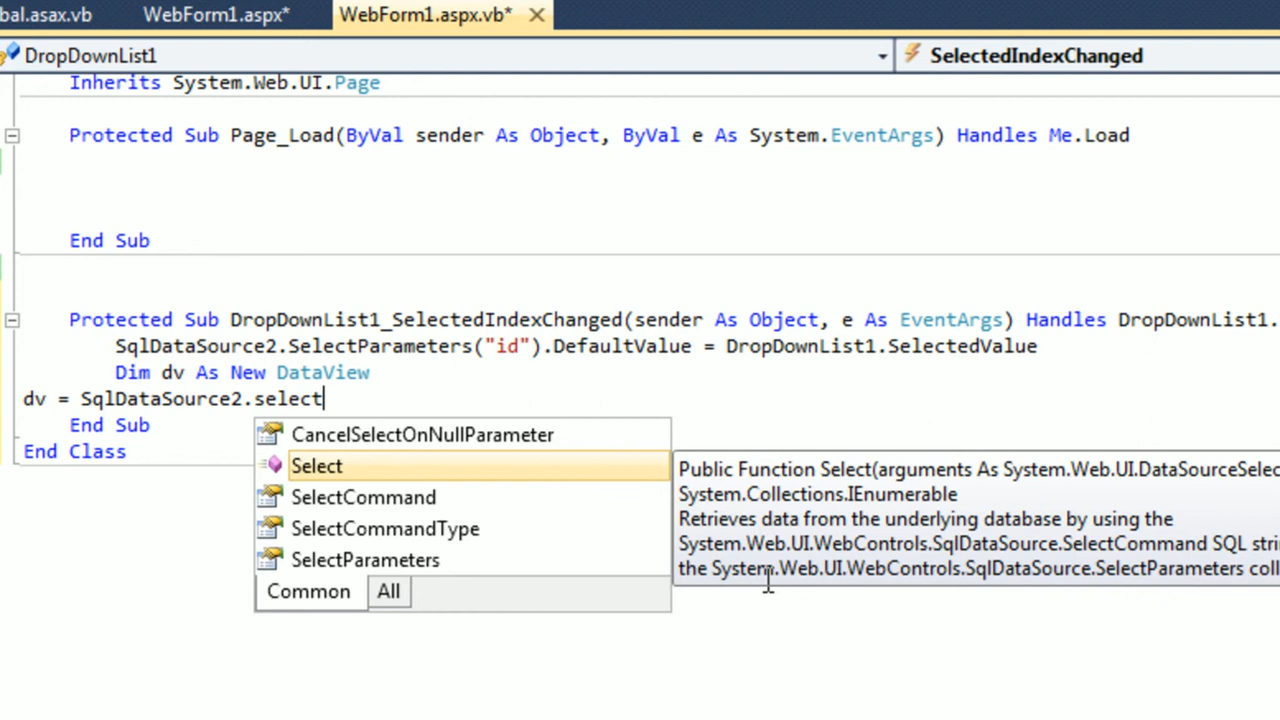 bal.asax.vb WebForm1.aspx* WebForm1.aspx.vb*
DropDownList1 SelectedIndexChanged
Inherits System.Web.UI.Page
Protected Sub Page_Load(ByVal sender As Object, ByVal e As System.EventArgs) Handles Me.Load
End Sub
Protected Sub DropDownList1_SelectedIndexChanged(sender As Object, e As EventArgs) Handles DropDownList1.
SqlDataSource2.SelectParameters("id").DefaultValue = DropDownList1.SelectedValue
Dim dv As New DataView
dv = SqlDataSource2.select
End Sub
End Class
CancelSelectOnNullParameter
Select
SelectCommand
SelectCommandType
SelectParameters
Common All
Public Function Select(arguments As System.Web.UI.DataSourceSelec
System.Collections.IEnumerable
Retrieves data from the underlying database by using the
System.Web.UI.WebControls.SqlDataSource.SelectCommand SQL stri
the System.Web.UI.WebControls.SqlDataSource.SelectParameters coll